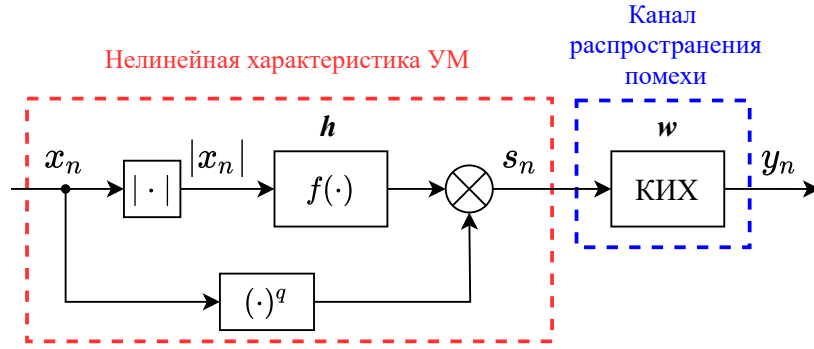 Канал
распространения
помехи
Нелинейная характеристика УМ
h
w
x_n
|x_n|
s_n
y_n
| · |
f(·)
КИХ
(·)^q